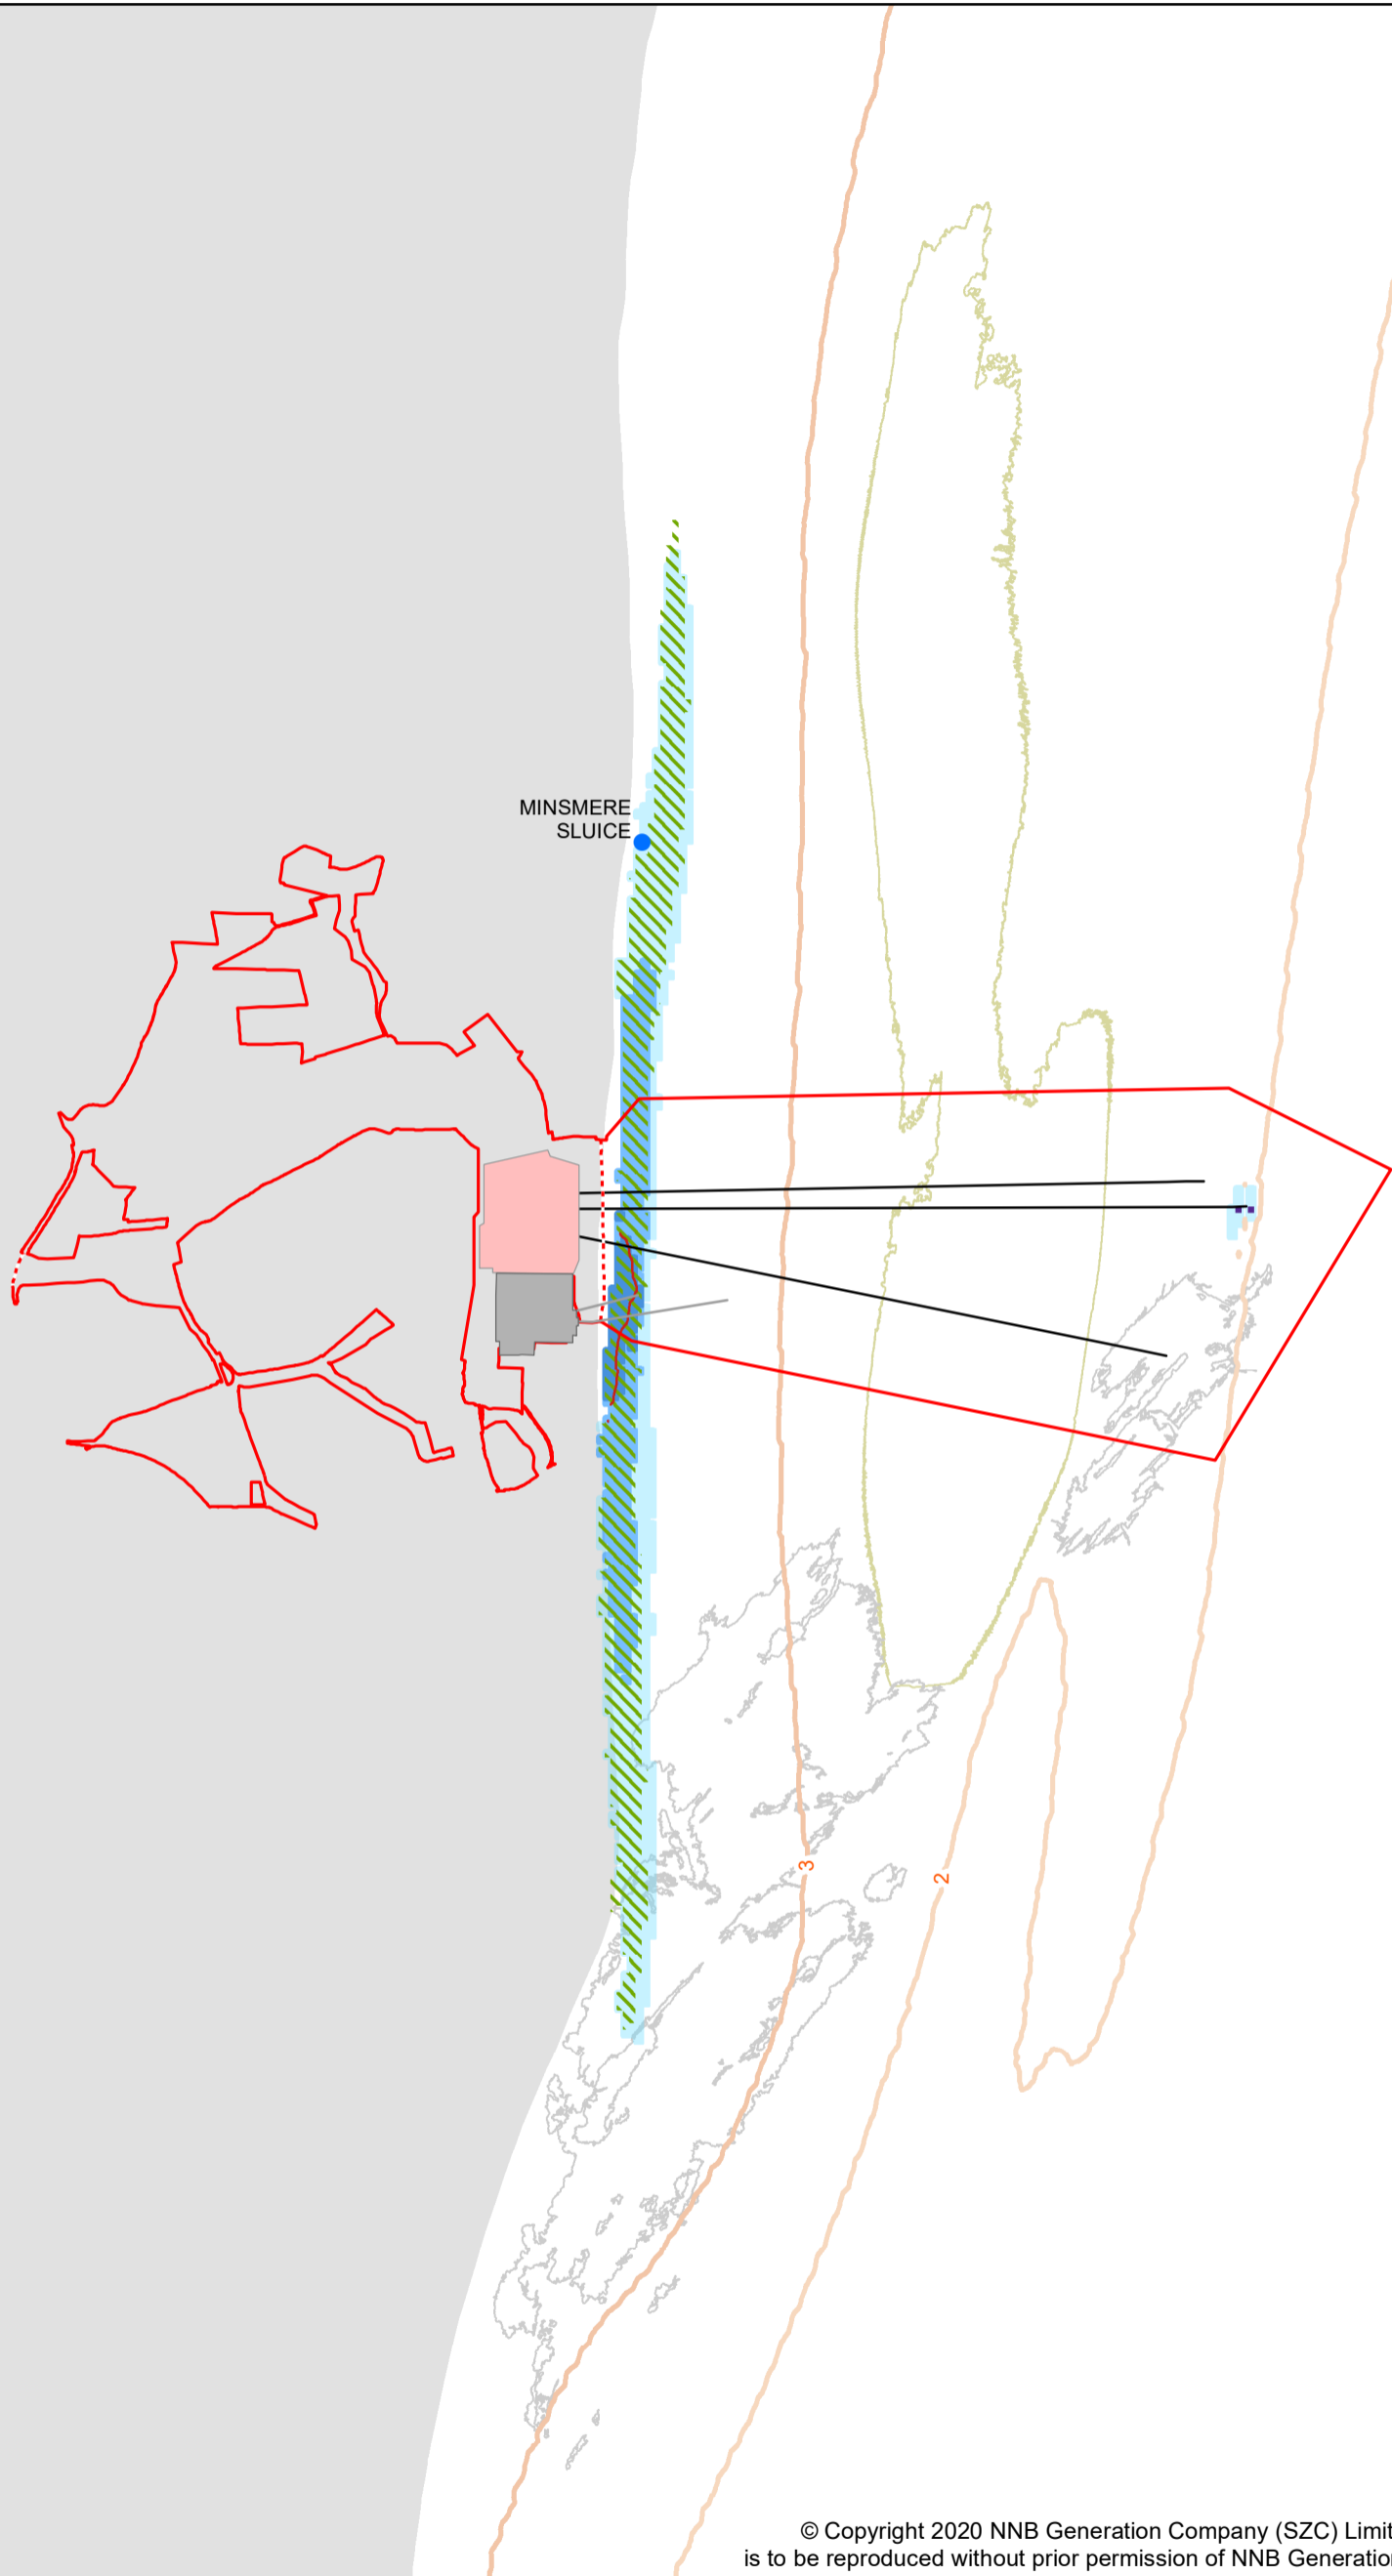 MINSMERE
SLUICE
3
2
© Copyright 2020 NNB Generation Company (SZC) Limit
is to be reproduced without prior permission of NNB Generatio